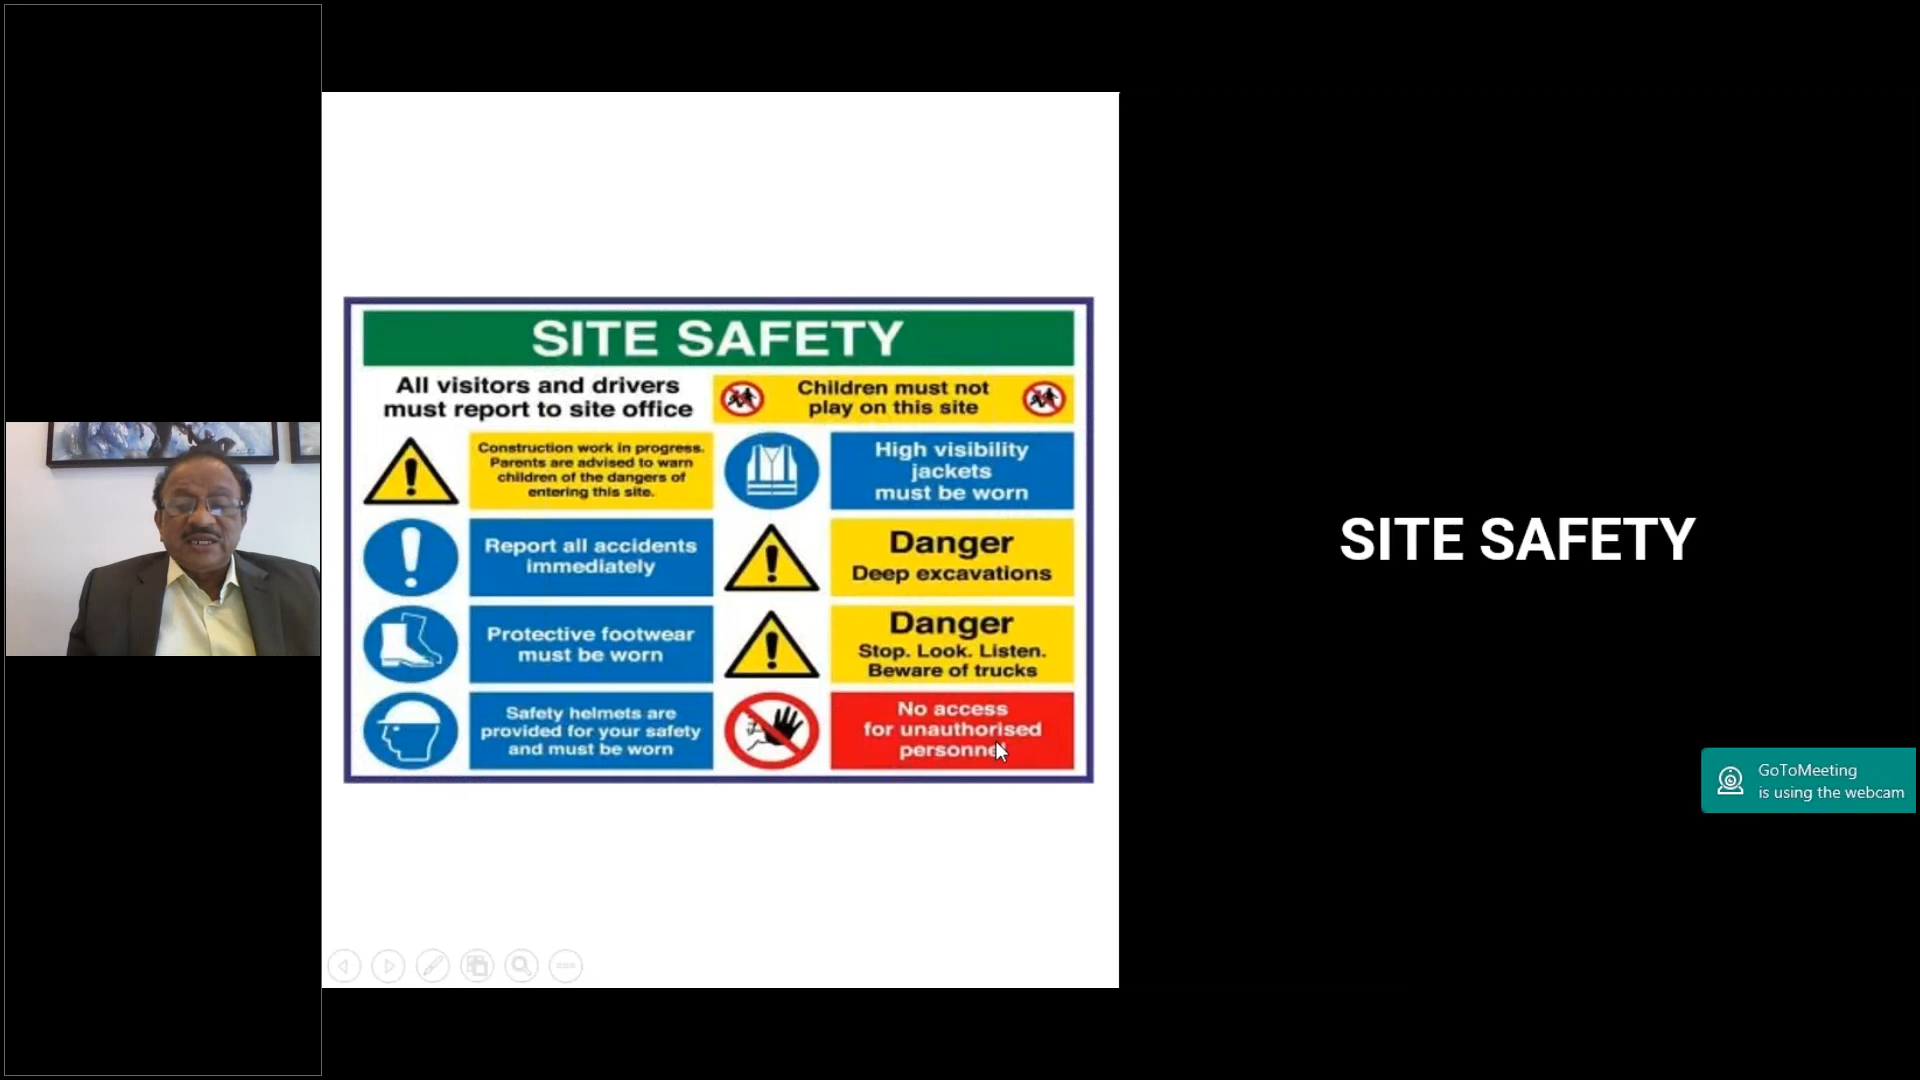 SITE SAFETY
All visitors and drivers
must report to site office
Children must not
play on this site
Construction work in progress.
Parents are advised to warn
children of the dangers of
entering this site.
High visibility
jackets
must be worn
Report all accidents
immediately
Danger
Deep excavations
Protective footwear
must be worn
Danger
Stop. Look. Listen.
Beware of trucks
Safety helmets are
provided for your safety
and must be worn
No access
for unauthorised
personnel
SITE SAFETY
GoToMeeting
is using the webcam